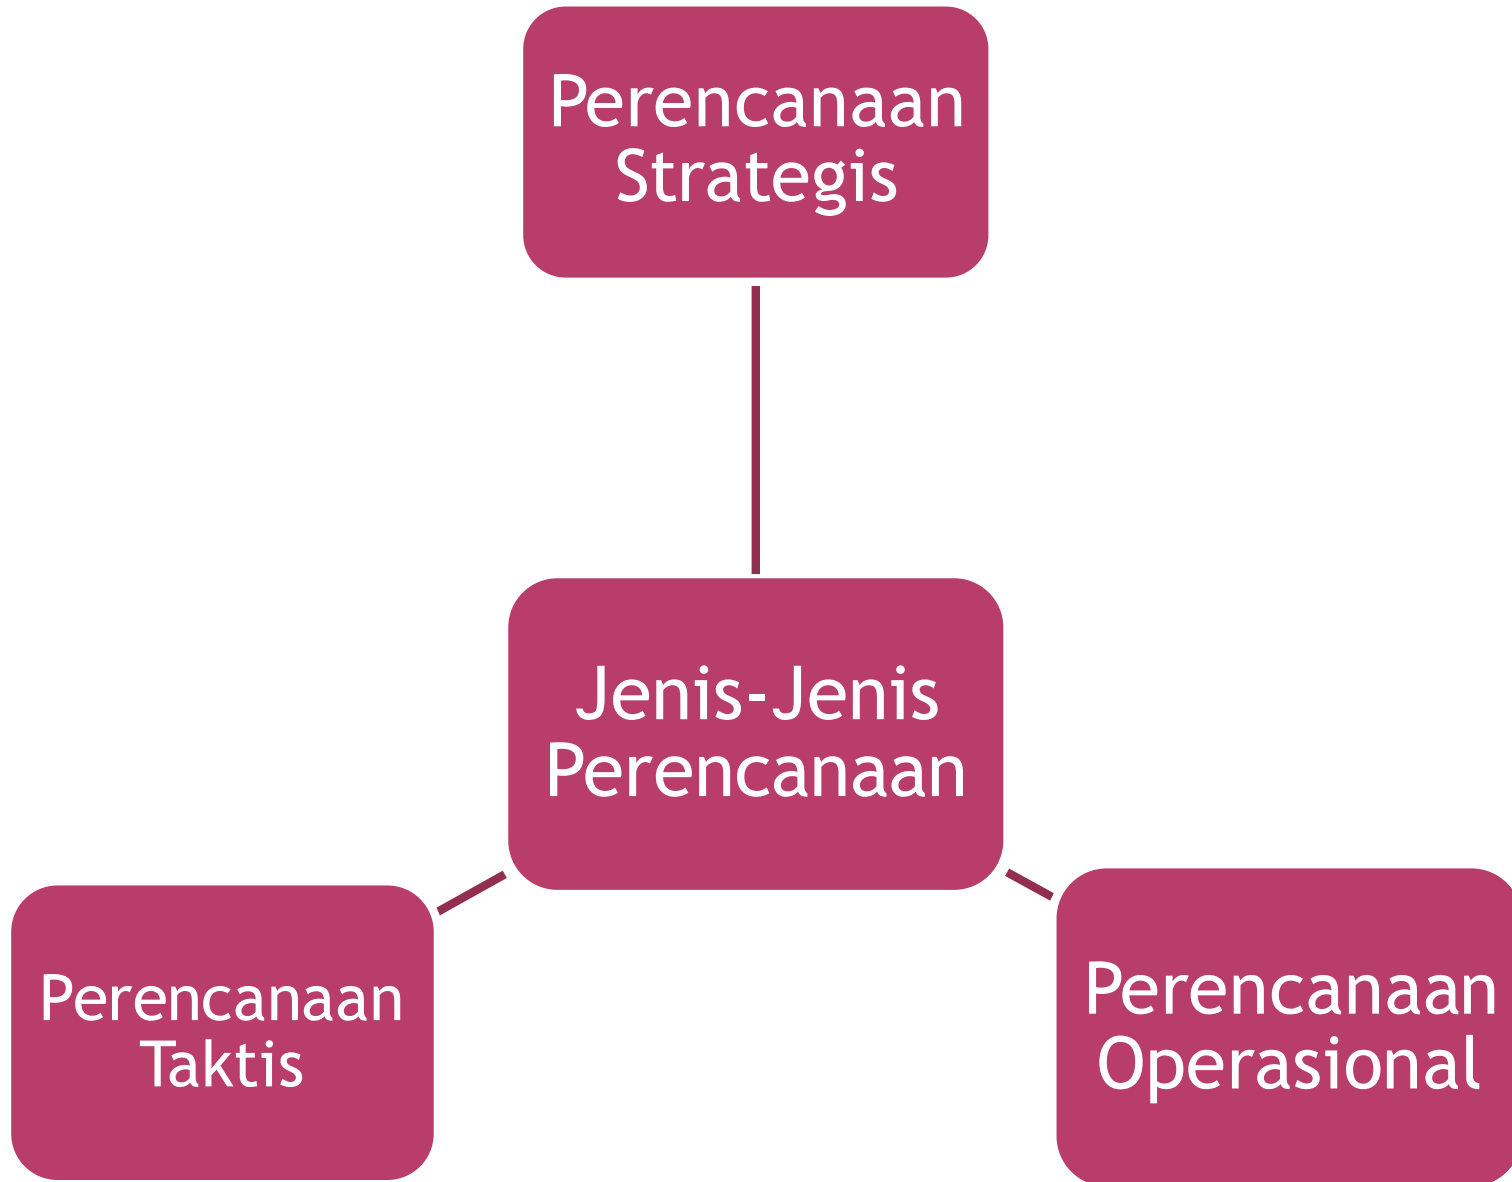 Perencanaan
Strategis
Jenis-Jenis
Perencanaan
Perencanaan
Taktis
Perencanaan
Operasional